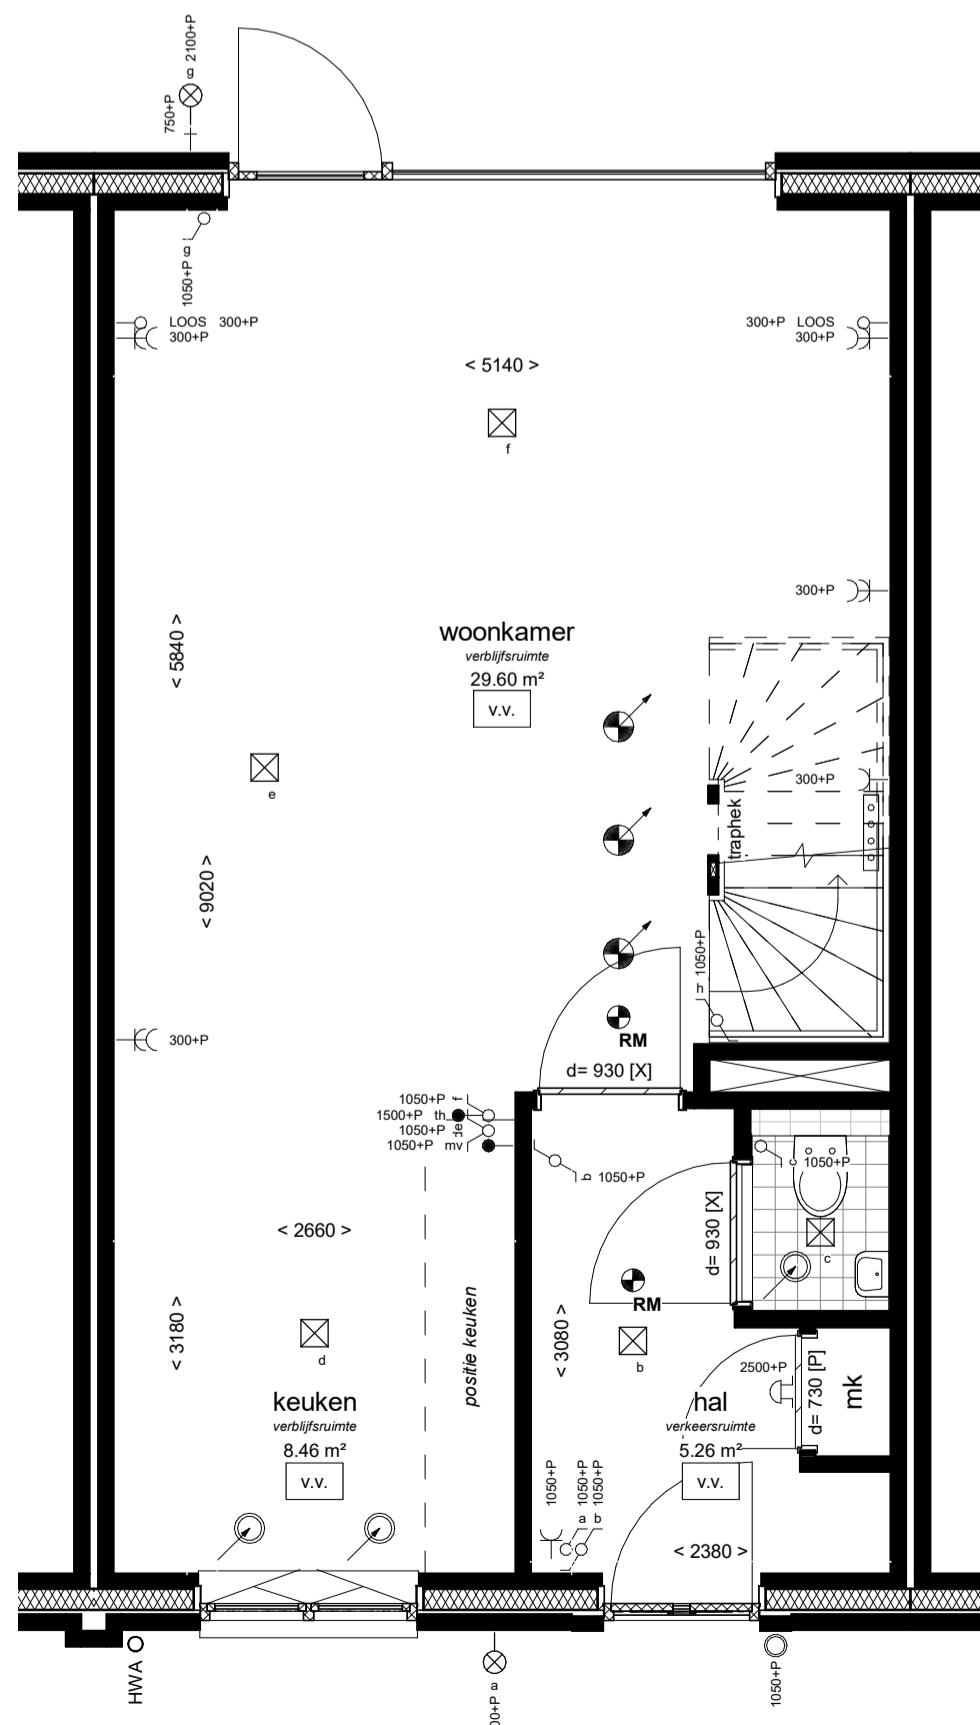 g 2100+P
750+P
1050+P g
LOOS 300+P
300+P
300+P LOOS
300+P
< 5140 >
f
300+P
woonkamer
verblijfsruimte
29.60 m²
v.v.
< 5840 >
e
300+P
traphek
< 9020 >
h 1050+P
300+P
RM
d= 930 [X]
1050+P f
1500+P th
1050+P de
1050+P mv
b 1050+P
c 1050+P
d= 930 [X]
c
< 2660 >
RM
positie keuken
< 3180 >
< 3080 >
d
b
2500+P
d= 730 [P]
mk
keuken
verblijfsruimte
8.46 m²
v.v.
hal
verkeersruimte
5.26 m²
v.v.
1050+P
a 1050+P
b 1050+P
< 2380 >
HWA
00+P a
1050+P